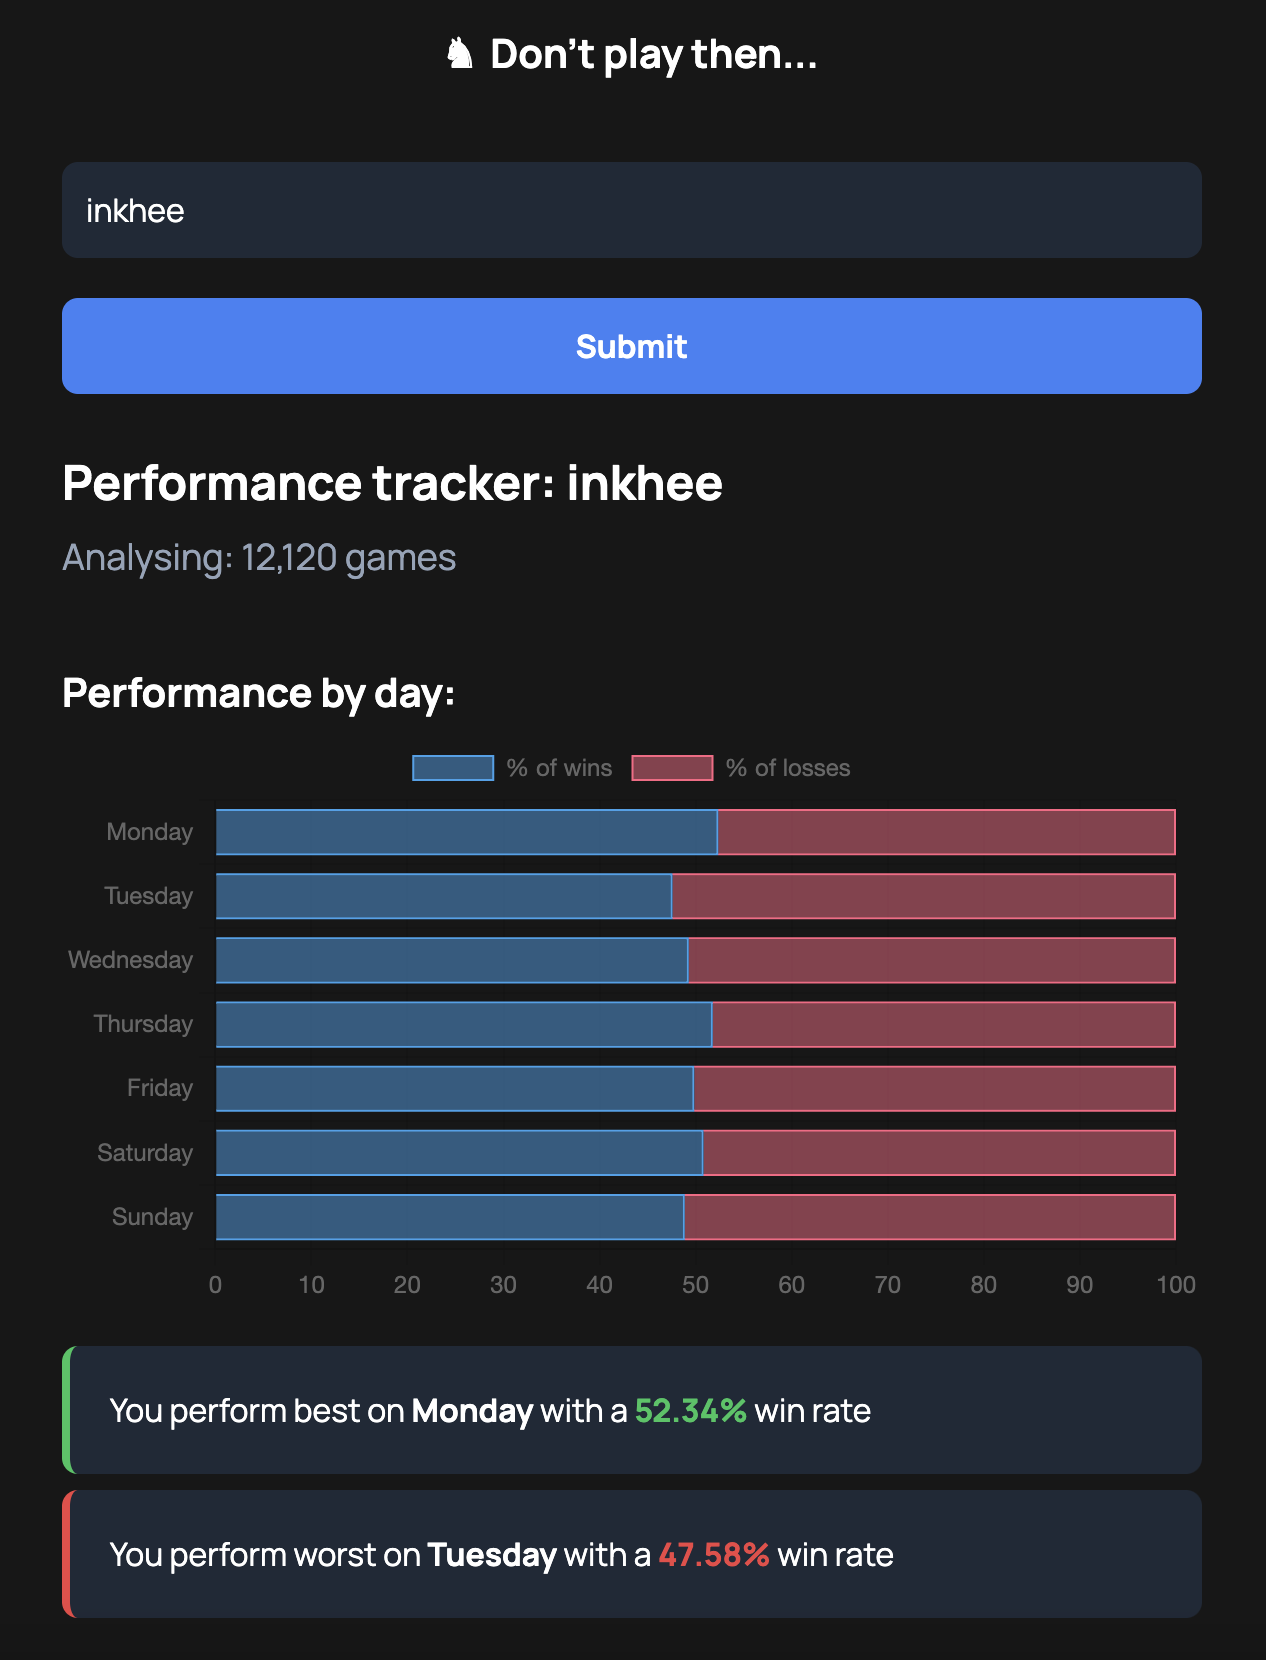 ♞ Don't play then...
inkhee
Submit
Performance tracker: inkhee
Analysing: 12,120 games
Performance by day:
% of wins % of losses
Monday
Tuesday
Wednesday
Thursday
Friday
Saturday
Sunday
0 10 20 30 40 50 60 70 80 90 100
You perform best on Monday with a 52.34% win rate
You perform worst on Tuesday with a 47.58% win rate